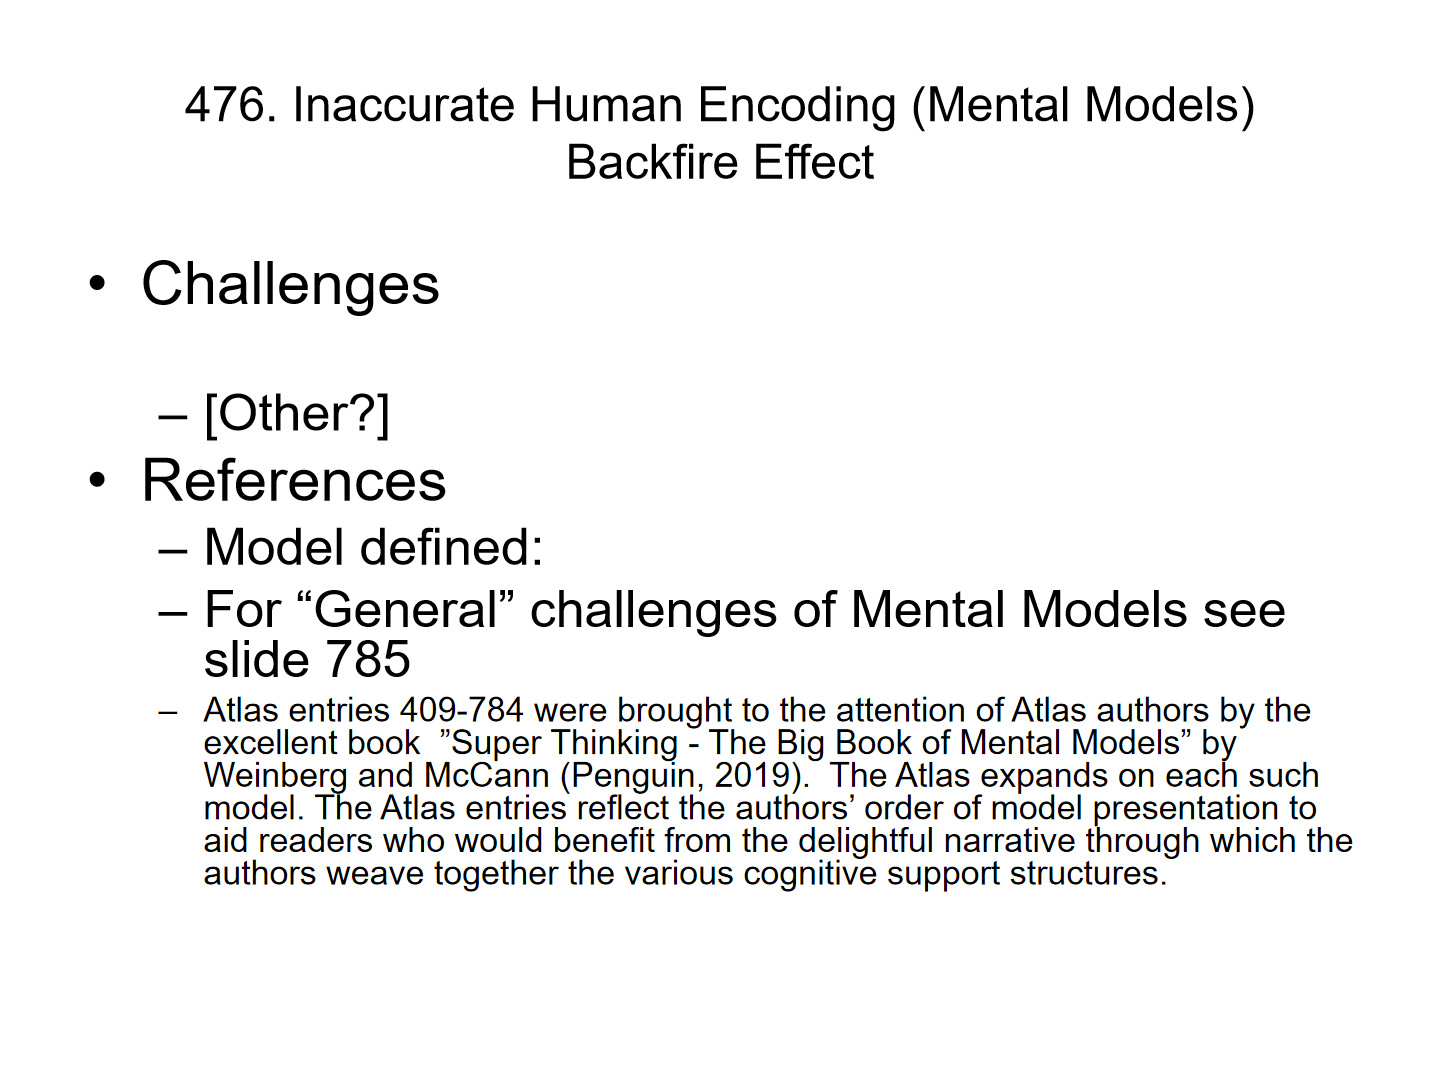 476. Inaccurate Human Encoding (Mental Models)
Backfire Effect
• Challenges
– [Other?]
• References
– Model defined:
– For “General” challenges of Mental Models see
slide 785
– Atlas entries 409-784 were brought to the attention of Atlas authors by the
excellent book ”Super Thinking - The Big Book of Mental Models” by
Weinberg and McCann (Penguin, 2019). The Atlas expands on each such
model. The Atlas entries reflect the authors’ order of model presentation to
aid readers who would benefit from the delightful narrative through which the
authors weave together the various cognitive support structures.